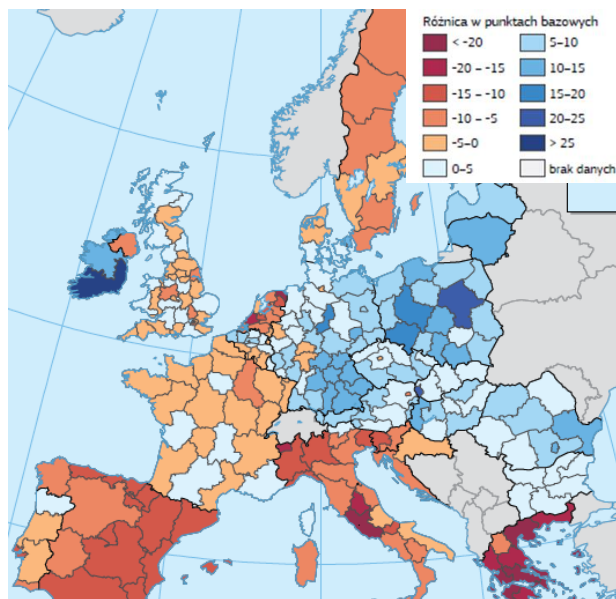 Różnica w punktach bazowych
< -20
-20 – -15
-15 – -10
-10 – -5
-5–0
0–5
5–10
10–15
15–20
20–25
> 25
brak danych